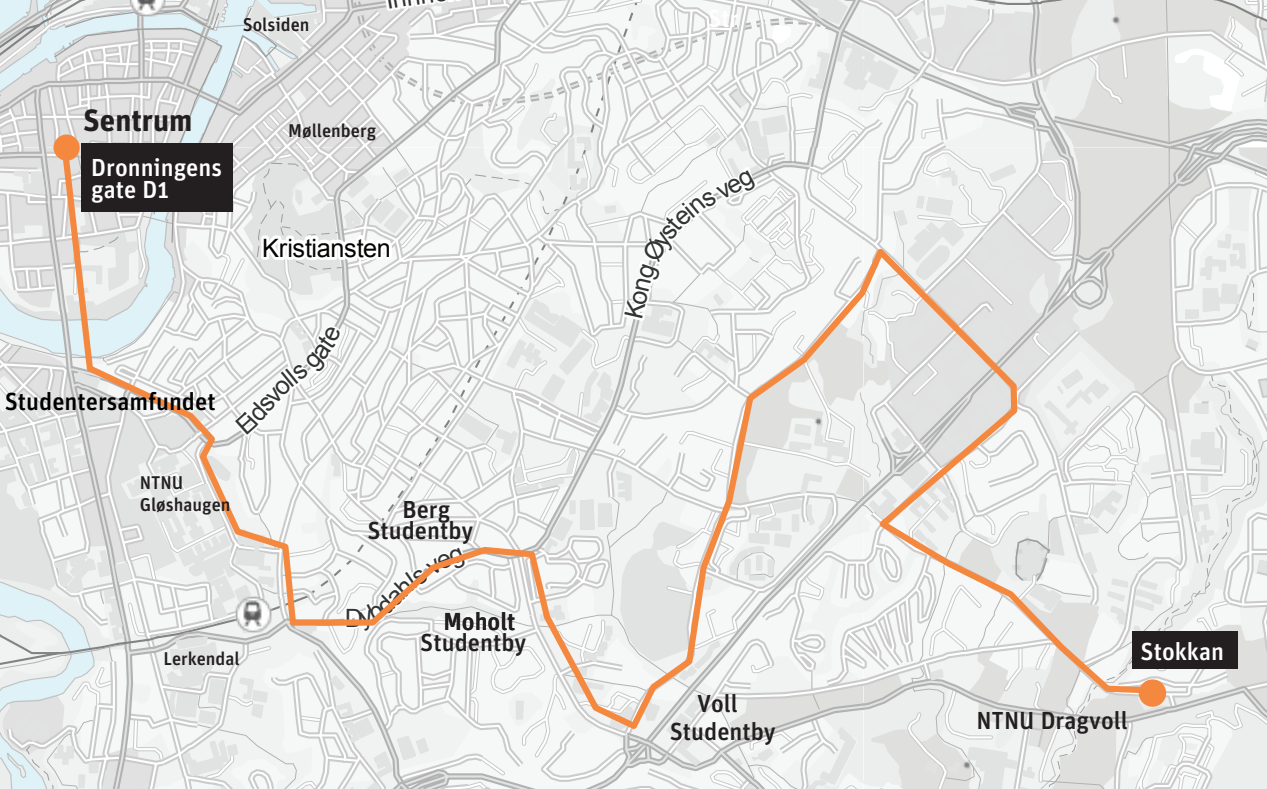 Solsiden
Sentrum
Møllenberg
Dronningens
gate D1
Kong Øysteins veg
Kristiansten
Eidsvolls gate
Studentersamfundet
NTNU
Gløshaugen
Berg
Studentby
Dybdahls veg
Moholt
Studentby
Lerkendal
Stokkan
Voll
Studentby
NTNU Dragvoll